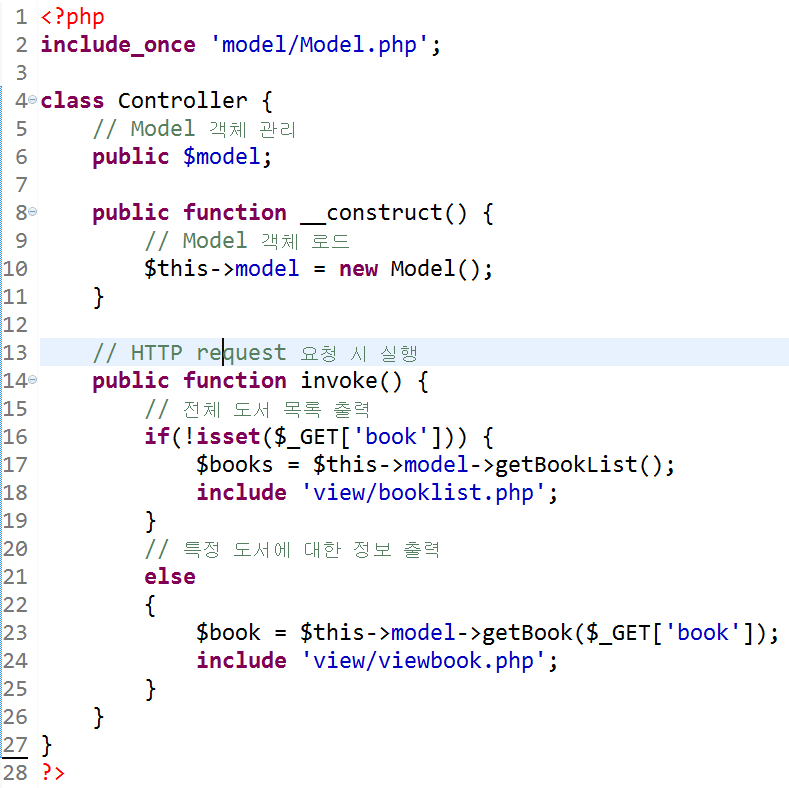 1 <?php
2 include_once 'model/Model.php';
3
4 class Controller {
5     // Model 객체 관리
6     public $model;
7
8     public function __construct() {
9         // Model 객체 로드
10         $this->model = new Model();
11     }
12
13     // HTTP request 요청 시 실행
14     public function invoke() {
15         // 전체 도서 목록 출력
16         if(!isset($_GET['book'])) {
17             $books = $this->model->getBookList();
18             include 'view/booklist.php';
19         }
20         // 특정 도서에 대한 정보 출력
21         else
22         {
23             $book = $this->model->getBook($_GET['book']);
24             include 'view/viewbook.php';
25         }
26     }
27 }
28 ?>